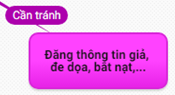 Cần tránh
Đăng thông tin giả,
đe dọa, bắt nạt,...